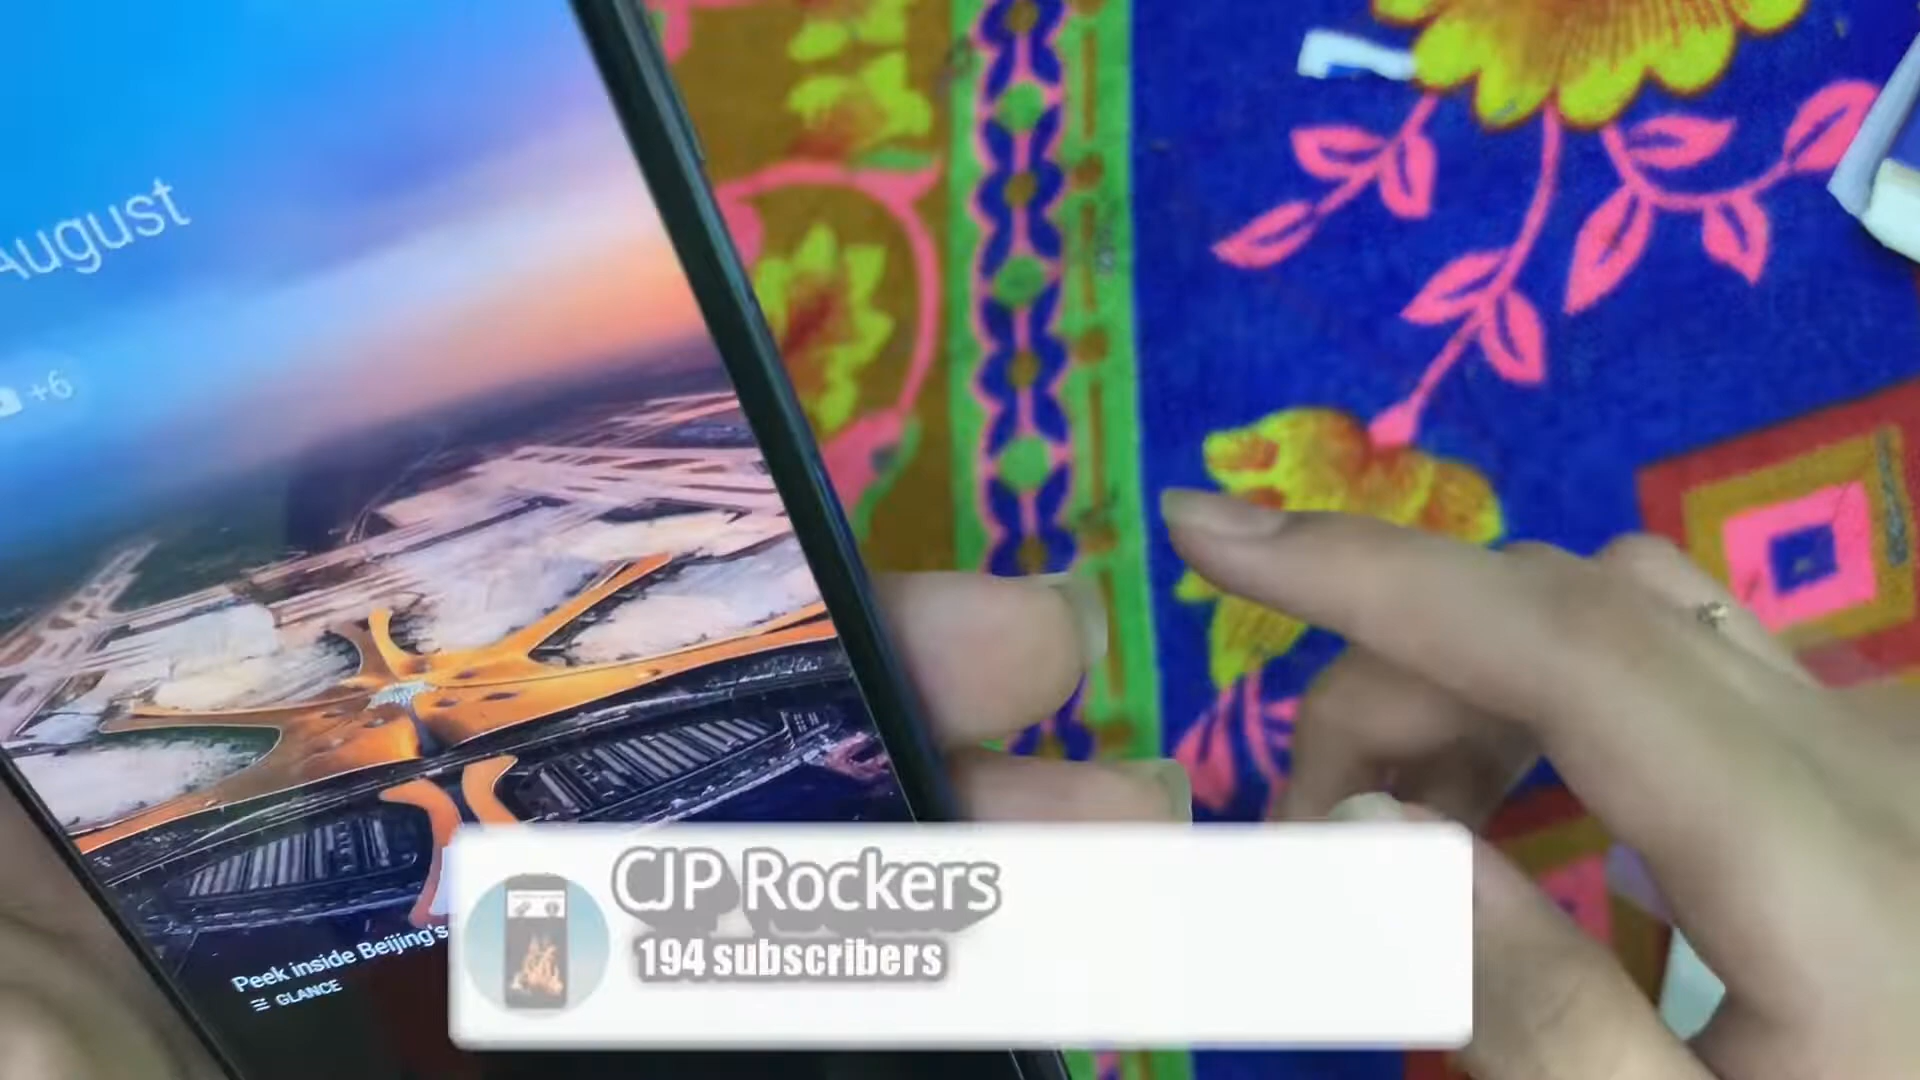 August
+6
Peek inside Beijing's
GLANCE
CJP Rockers
194 subscribers